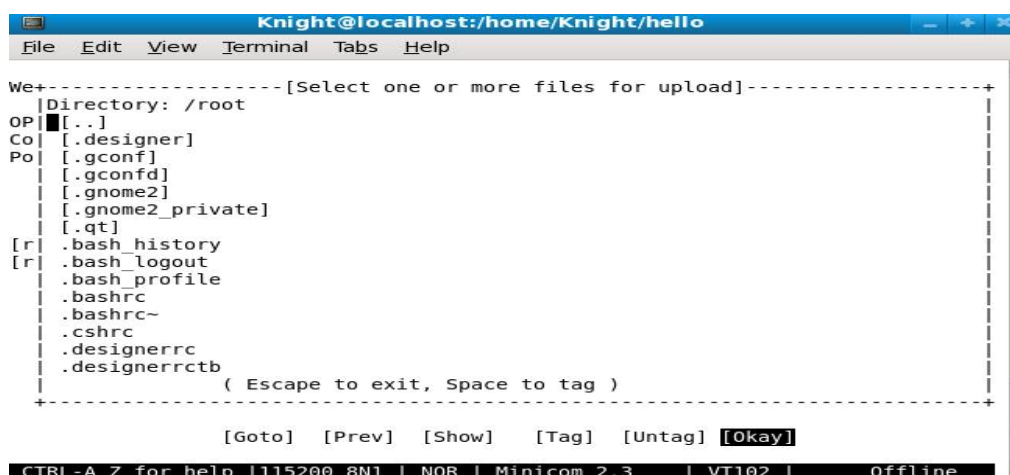 Knight@localhost:/home/Knight/hello
File Edit View Terminal Tabs Help
We+-------------------[Select one or more files for upload]-------------------+
|Directory: /root
OP| [..]
Co| [.designer]
Po| [.gconf]
| [.gconfd]
| [.gnome2]
| [.gnome2_private]
| [.qt]
[r| .bash_history
[r| .bash_logout
| .bash_profile
| .bashrc
| .bashrc~
| .cshrc
| .designerrc
| .designerrctb
| ( Escape to exit, Space to tag ) |
+-----------------------------------------------------------------------------+
[Goto] [Prev] [Show] [Tag] [Untag] [Okay]
CTRL-A Z for help |115200 8N1 | NOR | Minicom 2.3 | VT102 | Offline